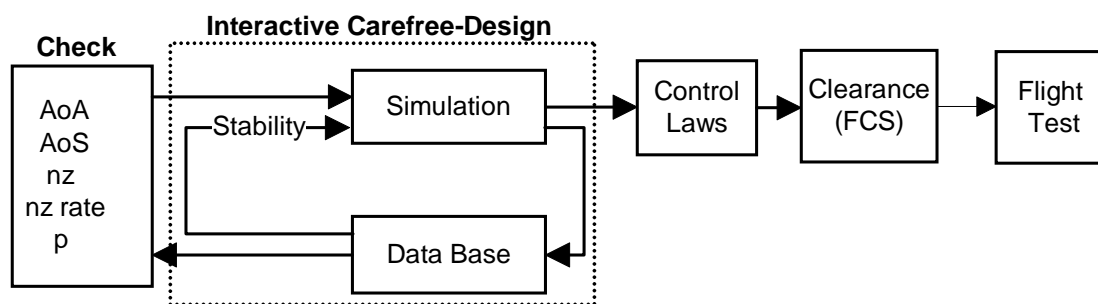 Interactive Carefree-Design
Check
AoA
AoS
nz
nz rate
p
Simulation
Stability
Data Base
Control
Laws
Clearance
(FCS)
Flight
Test